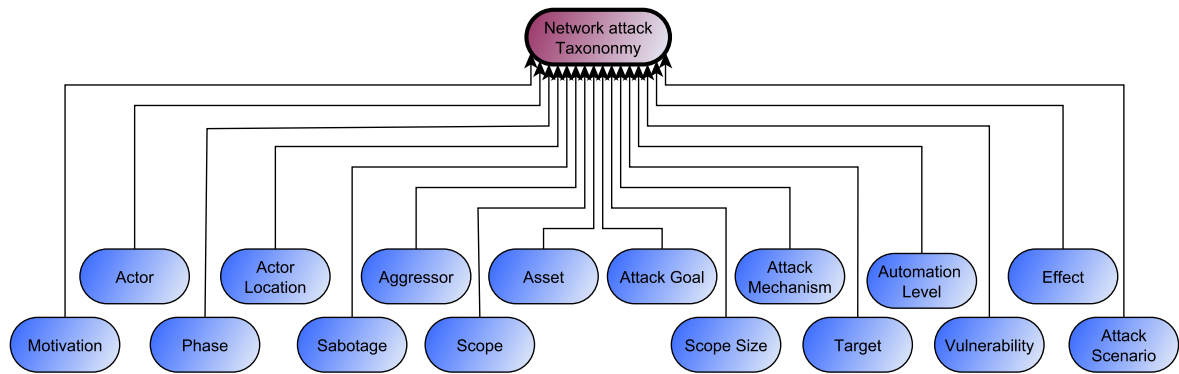 Network attack
Taxononmy
Actor
Actor
Location
Aggressor
Asset
Attack Goal
Attack
Mechanism
Automation
Level
Effect
Motivation
Phase
Sabotage
Scope
Scope Size
Target
Vulnerability
Attack
Scenario